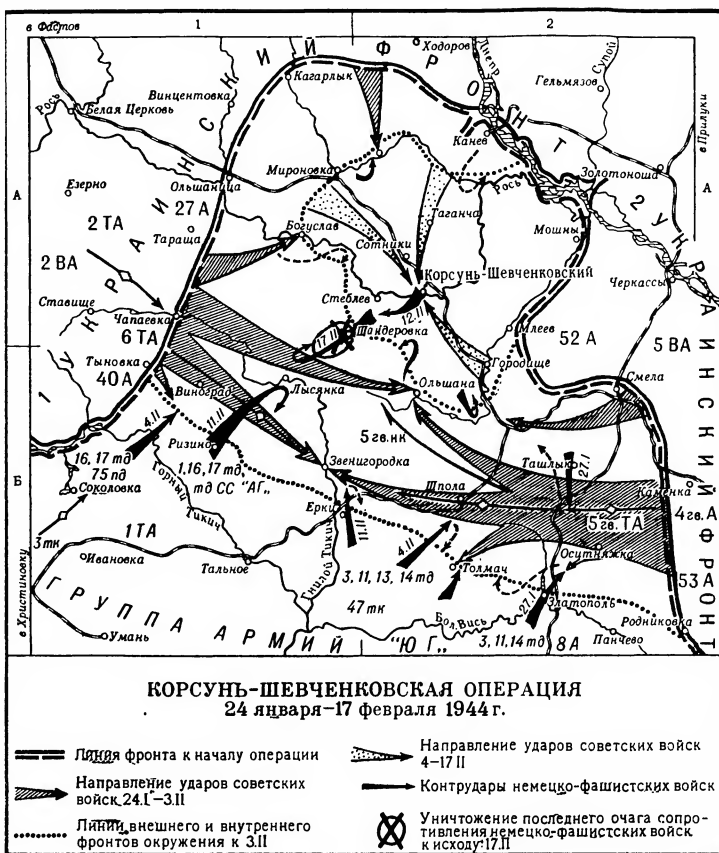 в Фастов
1
2
1 УКРАИНСКИЙ ФРОНТ
Ходоров
Днепр
Супой
Кагарлык
Гельмязов
Рось
Винцентовка
Белая Церковь
Канев
в Прилуки
Мироновка
Золотоноша
А
Езерно
Ольшаница
27 А
Рось
А
2 ТА
Тараща
Богуслав
Таганча
Мошны
2 УКРАИНСКИЙ ФРОНТ
Сотники
2 ВА
Корсунь-Шевченковский
Черкассы
Ставище
Стеблев
12.II
Чапаевка
17.II
Шандеровка
Млеев
52 А
5 ВА
6 ТА
Городище
Тыновка
40 А
Виноград
Лысянка
Ольшана
Смела
4.II
11.II
5 гв.кк
Ризино
16, 17 тд
75 пд
1,16,17 тд,
тд СС "АГ"
Звенигородка
Ташлык
27.I
Каменка
Б
Соколовка
Горный Тикич
Шпола
5 гв. ТА
4 гв. А
Б
Ерки
3 тк
1 ТА
11.II
4.II
Осутняжка
Ивановка
Тальное
Гнилой Тикич
3, 11, 13, 14 тд
Толмач
53 А
27.I
Златополь
в Христиновку
ГРУППА АРМИЙ "ЮГ"
47 тк
Бол. Вись
Родниковка
Умань
3, 11, 14 тд
8 А
Панчево
КОРСУНЬ-ШЕВЧЕНКОВСКАЯ ОПЕРАЦИЯ
24 января–17 февраля 1944 г.
Линия фронта к началу операции
Направление ударов советских
войск 24.I–3.II
Линии внешнего и внутреннего
фронтов окружения к 3.II
Направление ударов советских войск
4–17 II
Контрудары немецко-фашистских войск
Уничтожение последнего очага сопро-
тивления немецко-фашистских войск
к исходу 17.II